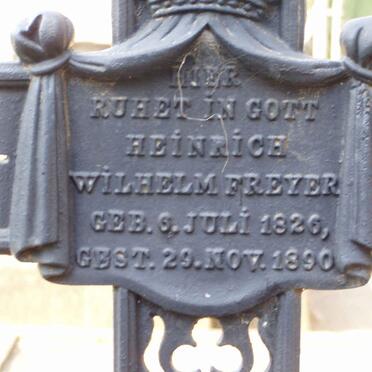 HIER
RUHET IN GOTT
HEINRICH
WILHELM FREYER
GEB. 6. JULI 1826,
GEST. 29. NOV. 1890